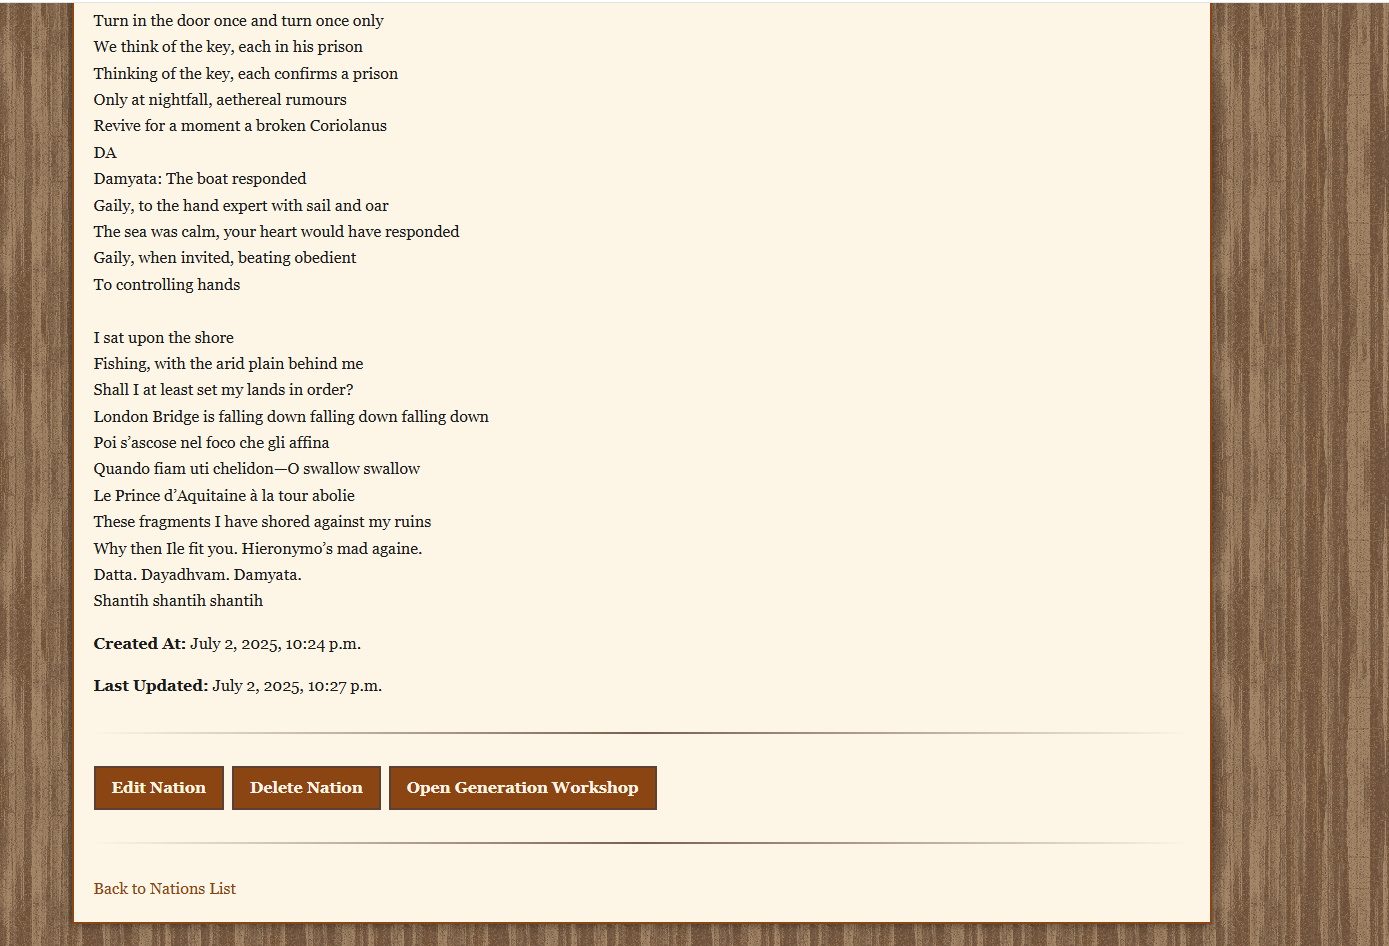 Turn in the door once and turn once only
We think of the key, each in his prison
Thinking of the key, each confirms a prison
Only at nightfall, aethereal rumours
Revive for a moment a broken Coriolanus
DA
Damyata: The boat responded
Gaily, to the hand expert with sail and oar
The sea was calm, your heart would have responded
Gaily, when invited, beating obedient
To controlling hands

I sat upon the shore
Fishing, with the arid plain behind me
Shall I at least set my lands in order?
London Bridge is falling down falling down falling down
Poi s’ascose nel foco che gli affina
Quando fiam uti chelidon—O swallow swallow
Le Prince d’Aquitaine à la tour abolie
These fragments I have shored against my ruins
Why then Ile fit you. Hieronymo’s mad againe.
Datta. Dayadhvam. Damyata.
Shantih shantih shantih
Created At: July 2, 2025, 10:24 p.m.
Last Updated: July 2, 2025, 10:27 p.m.
Edit Nation Delete Nation Open Generation Workshop
Back to Nations List